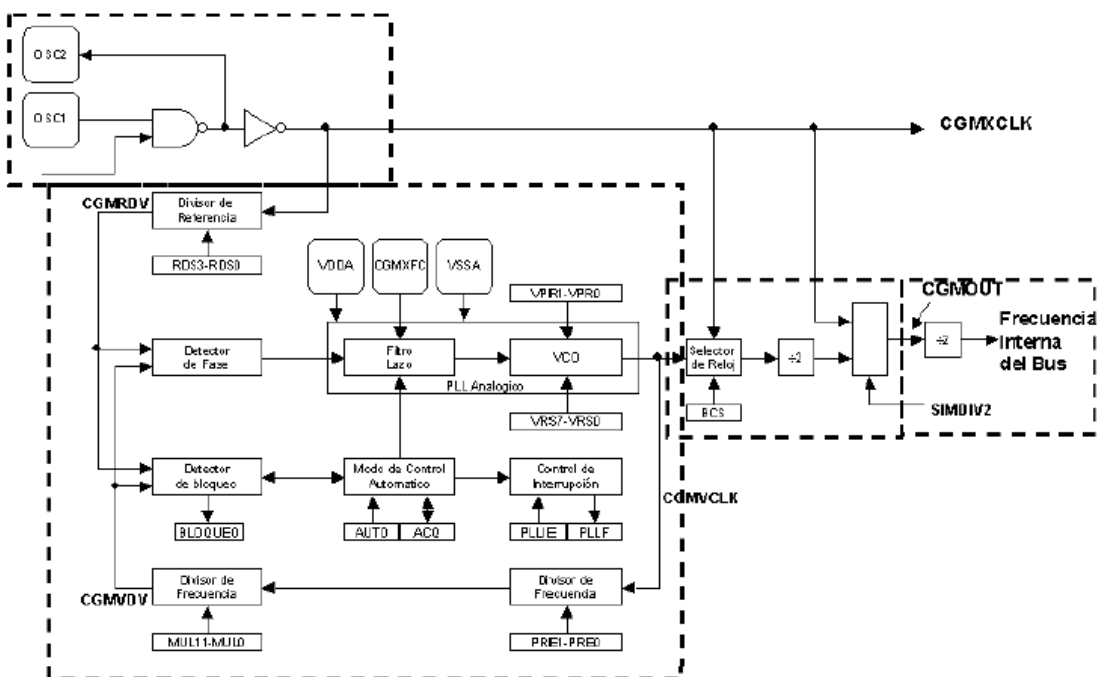 OSC2
OSC1
CGMXCLK
CGMRDV
Divisor de
Referencia
RDS3-RDS0
VDDA
CGMXFC
VSSA
VPR1-VPR0
CGMOUT
Frecuencia
Interna
del Bus
Detector
de Fase
Filtro
Lazo
VCO
Selector
de Reloj
÷2
÷2
PLL Analogico
VRS7-VRS0
BCS
SIMDIV2
Detector
de bloqueo
Modo de Control
Automatico
Control de
Interrupción
CGMVCLK
BLOQUEO
AUTO
ACQ
PLLIE
PLLF
CGMVDV
Divisor de
Frecuencia
Divisor de
Frecuencia
MUL11-MUL0
PRE1-PRE0